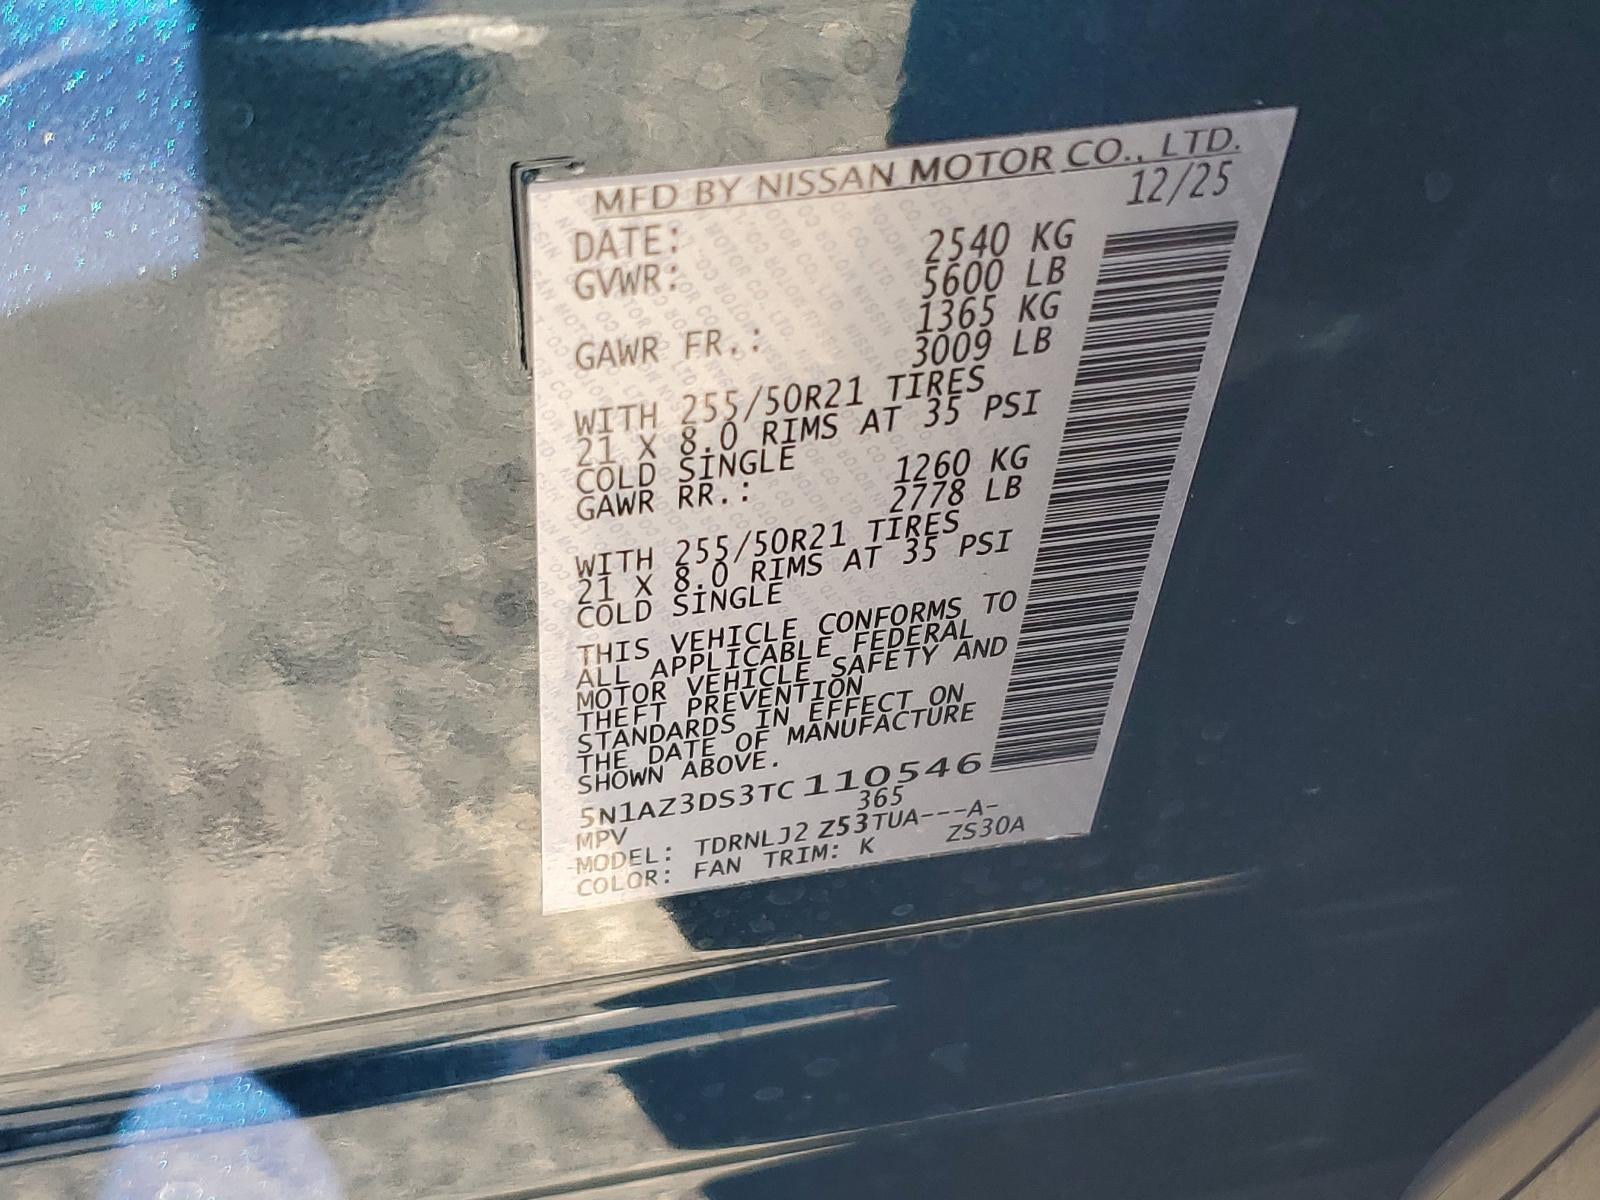 MFD BY NISSAN MOTOR CO., LTD.
DATE: 12/25
GVWR: 2540 KG
5600 LB
GAWR FR.: 1365 KG
3009 LB
WITH 255/50R21 TIRES
21 X 8.0 RIMS AT 35 PSI
COLD SINGLE
GAWR RR.: 1260 KG
2778 LB
WITH 255/50R21 TIRES
21 X 8.0 RIMS AT 35 PSI
COLD SINGLE
THIS VEHICLE CONFORMS TO
ALL APPLICABLE FEDERAL
MOTOR VEHICLE SAFETY AND
THEFT PREVENTION
STANDARDS IN EFFECT ON
THE DATE OF MANUFACTURE
SHOWN ABOVE.
5N1AZ3DS3TC110546
MPV 365
MODEL: TDRNLJ2 Z53TUA---A-
COLOR: FAN TRIM: K ZS30A